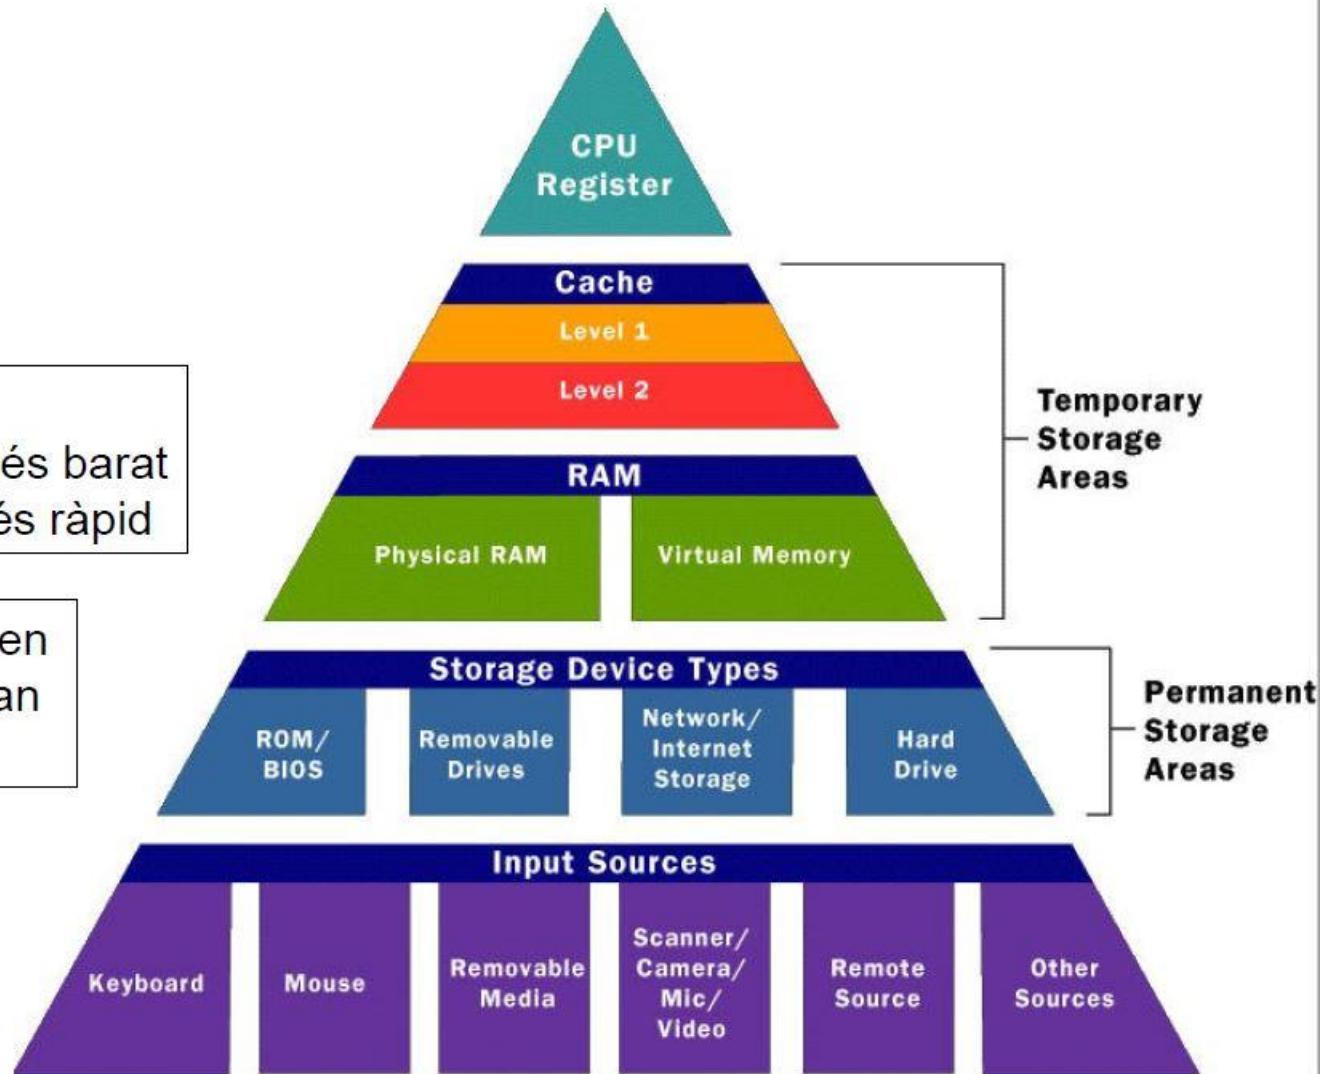 CPU
Register
Cache
Level 1
Level 2
Temporary
Storage
Areas
és barat
és ràpid
RAM
Physical RAM
Virtual Memory
en
an
Storage Device Types
ROM/
BIOS
Removable
Drives
Network/
Internet
Storage
Hard
Drive
Permanent
Storage
Areas
Input Sources
Keyboard
Mouse
Removable
Media
Scanner/
Camera/
Mic/
Video
Remote
Source
Other
Sources